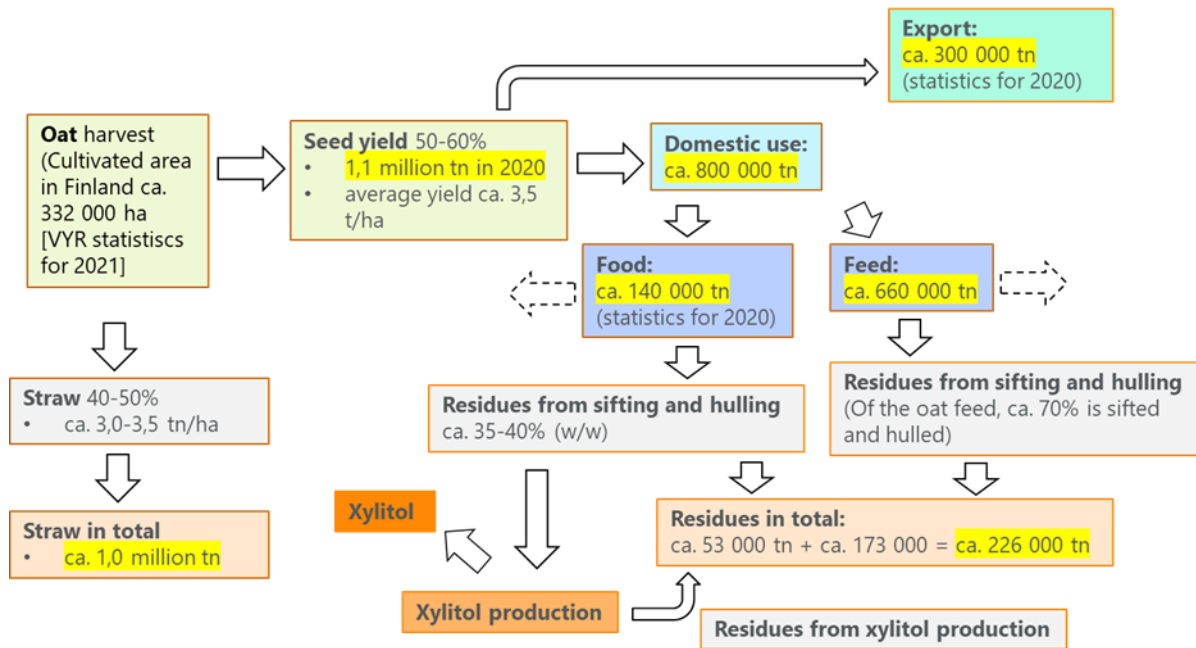 Export:
ca. 300 000 tn
(statistics for 2020)
Oat harvest
(Cultivated area
in Finland ca.
332 000 ha
[VYR statistiscs
for 2021]
Seed yield 50-60%
• 1,1 million tn in 2020
• average yield ca. 3,5
t/ha
Domestic use:
ca. 800 000 tn
Food:
ca. 140 000 tn
(statistics for 2020)
Feed:
ca. 660 000 tn
Straw 40-50%
• ca. 3,0-3,5 tn/ha
Residues from sifting and hulling
ca. 35-40% (w/w)
Residues from sifting and hulling
(Of the oat feed, ca. 70% is sifted
and hulled)
Straw in total
• ca. 1,0 million tn
Xylitol
Residues in total:
ca. 53 000 tn + ca. 173 000 = ca. 226 000 tn
Xylitol production
Residues from xylitol production